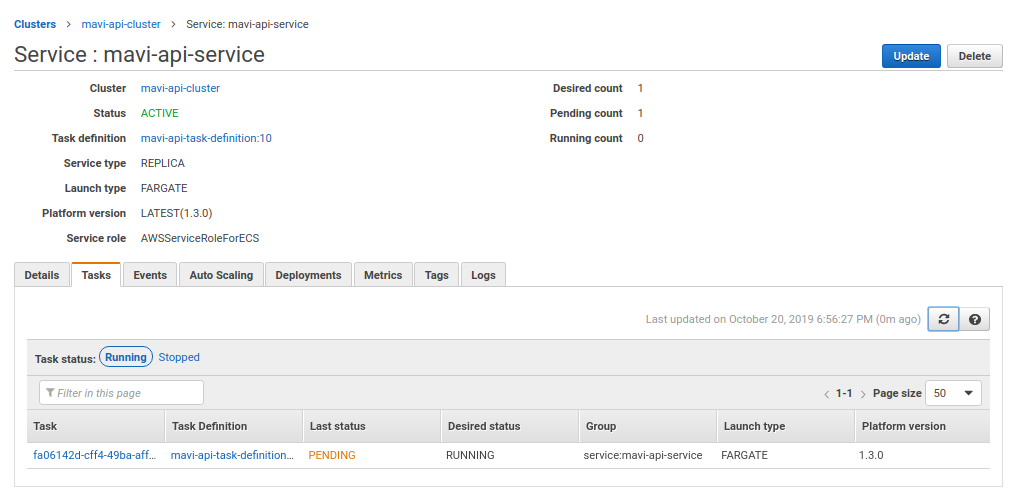 Clusters > mavi-api-cluster > Service: mavi-api-service
Service : mavi-api-service
Update Delete
Cluster mavi-api-cluster Desired count 1
Status ACTIVE Pending count 1
Task definition mavi-api-task-definition:10 Running count 0
Service type REPLICA
Launch type FARGATE
Platform version LATEST(1.3.0)
Service role AWSServiceRoleForECS
Details Tasks Events Auto Scaling Deployments Metrics Tags Logs
Last updated on October 20, 2019 6:56:27 PM (0m ago)
Task status: Running Stopped
Filter in this page < 1-1 > Page size 50
Task Task Definition Last status Desired status Group Launch type Platform version
fa06142d-cff4-49ba-aff... mavi-api-task-definition... PENDING RUNNING service:mavi-api-service FARGATE 1.3.0